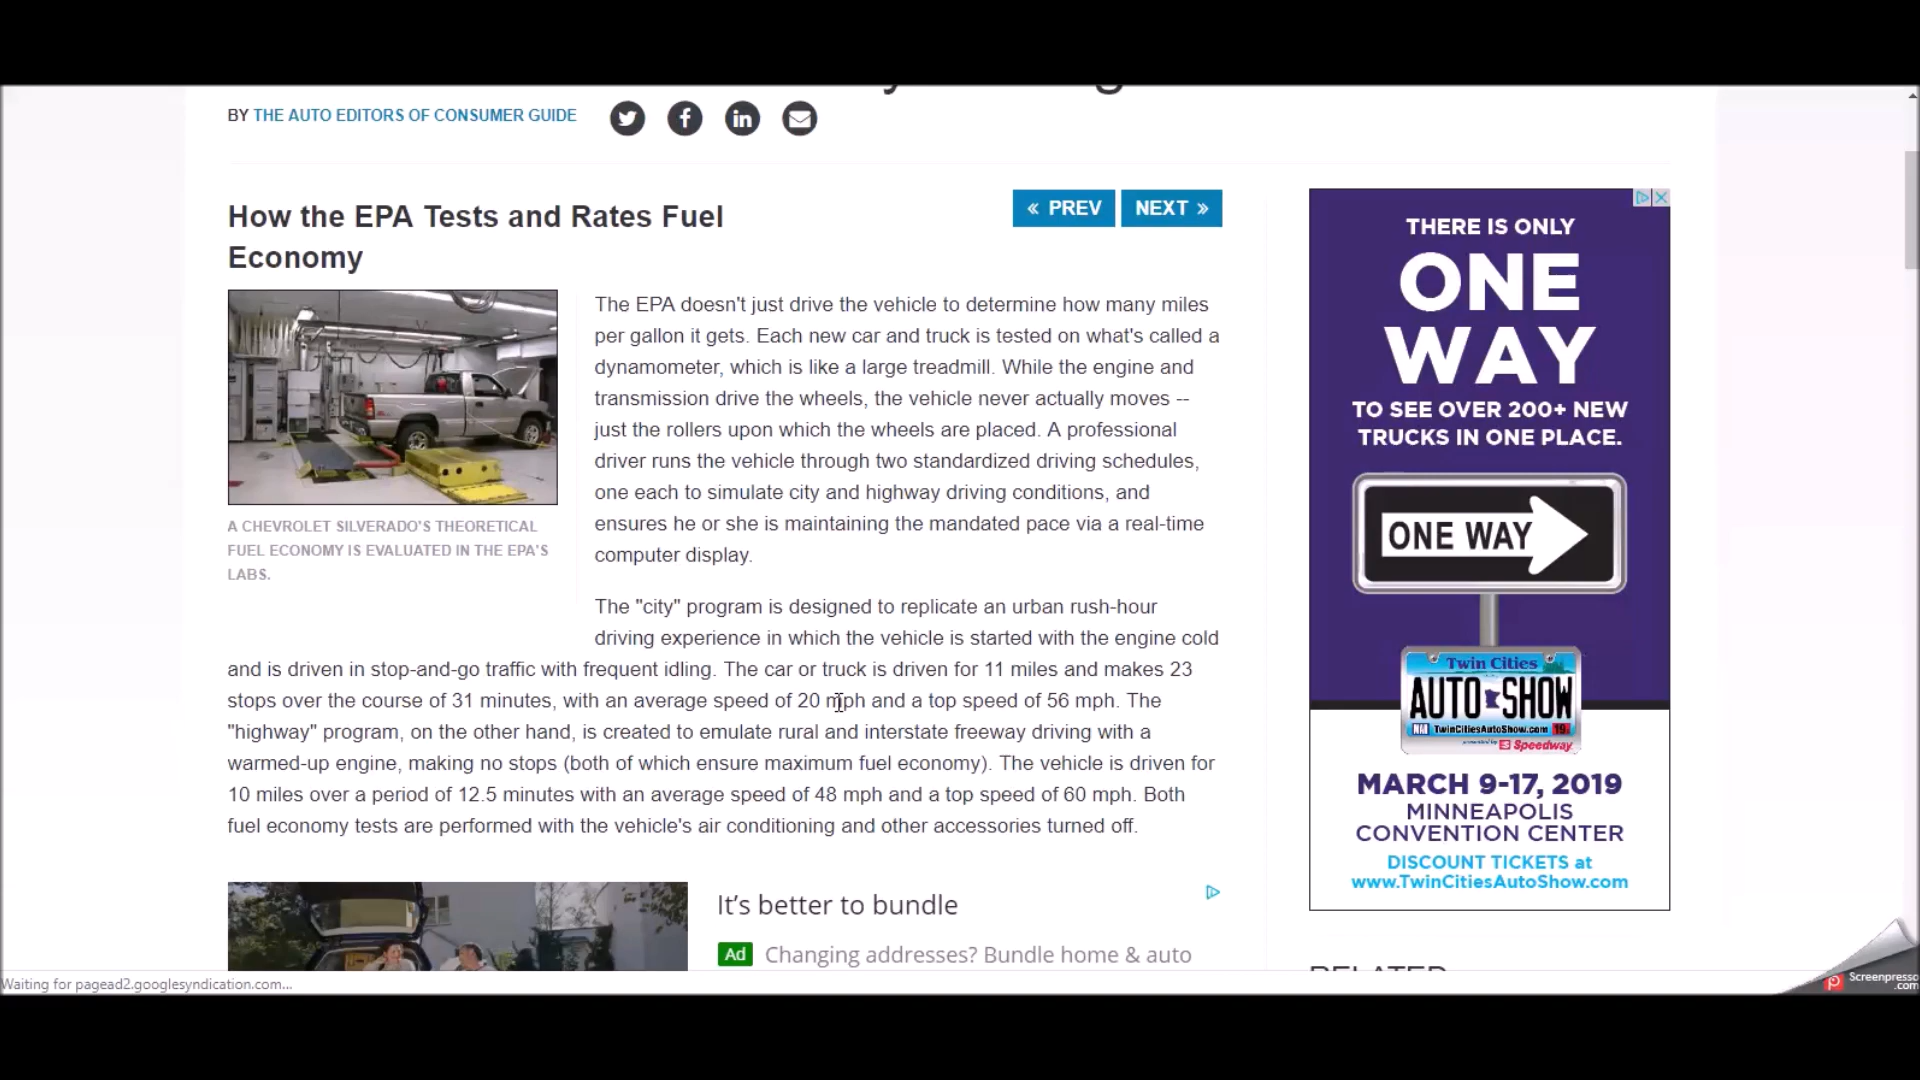 BY THE AUTO EDITORS OF CONSUMER GUIDE
How the EPA Tests and Rates Fuel
Economy
« PREV
NEXT »
A CHEVROLET SILVERADO'S THEORETICAL
FUEL ECONOMY IS EVALUATED IN THE EPA'S
LABS.
The EPA doesn't just drive the vehicle to determine how many miles
per gallon it gets. Each new car and truck is tested on what's called a
dynamometer, which is like a large treadmill. While the engine and
transmission drive the wheels, the vehicle never actually moves --
just the rollers upon which the wheels are placed. A professional
driver runs the vehicle through two standardized driving schedules,
one each to simulate city and highway driving conditions, and
ensures he or she is maintaining the mandated pace via a real-time
computer display.
The "city" program is designed to replicate an urban rush-hour
driving experience in which the vehicle is started with the engine cold
and is driven in stop-and-go traffic with frequent idling. The car or truck is driven for 11 miles and makes 23
stops over the course of 31 minutes, with an average speed of 20 mph and a top speed of 56 mph. The
"highway" program, on the other hand, is created to emulate rural and interstate freeway driving with a
warmed-up engine, making no stops (both of which ensure maximum fuel economy). The vehicle is driven for
10 miles over a period of 12.5 minutes with an average speed of 48 mph and a top speed of 60 mph. Both
fuel economy tests are performed with the vehicle's air conditioning and other accessories turned off.
It's better to bundle
Ad Changing addresses? Bundle home & auto
THERE IS ONLY
ONE
WAY
TO SEE OVER 200+ NEW
TRUCKS IN ONE PLACE.
ONE WAY
Twin Cities
AUTO SHOW
TwinCitiesAutoShow.com 19
presented by Speedway
MARCH 9-17, 2019
MINNEAPOLIS
CONVENTION CENTER
DISCOUNT TICKETS at
www.TwinCitiesAutoShow.com
RELATED
Waiting for pagead2.googlesyndication.com...
Screenpresso
.com